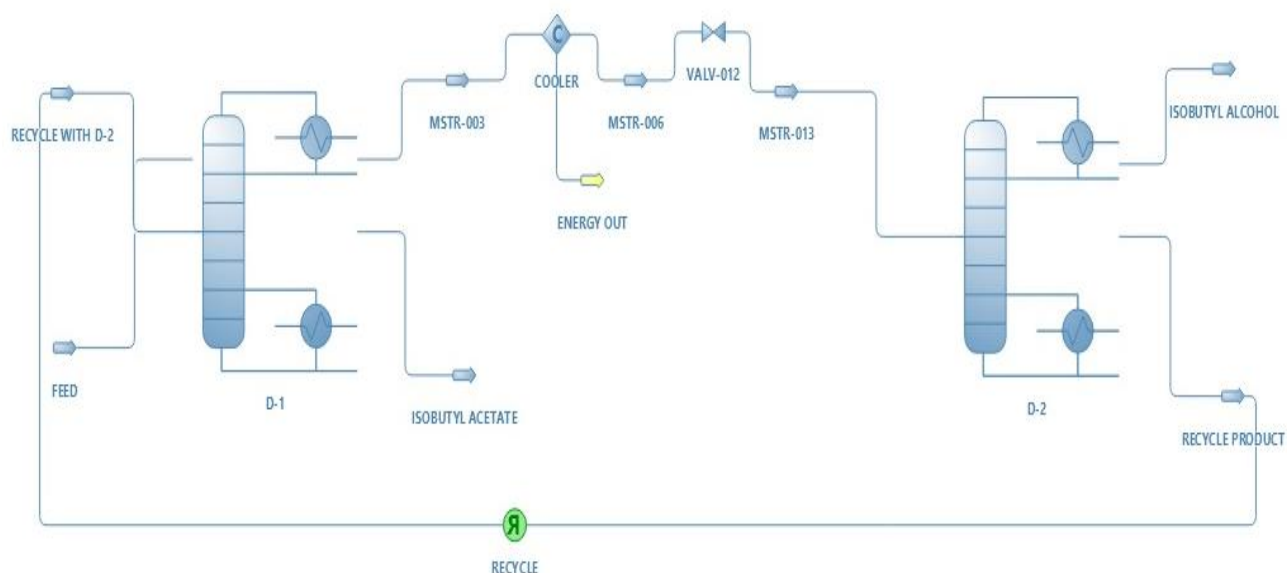 C
COOLER
VALV-012
RECYCLE WITH D-2
MSTR-003
MSTR-006
MSTR-013
ISOBUTYL ALCOHOL
ENERGY OUT
FEED
D-1
ISOBUTYL ACETATE
D-2
RECYCLE PRODUCT
R
RECYCLE